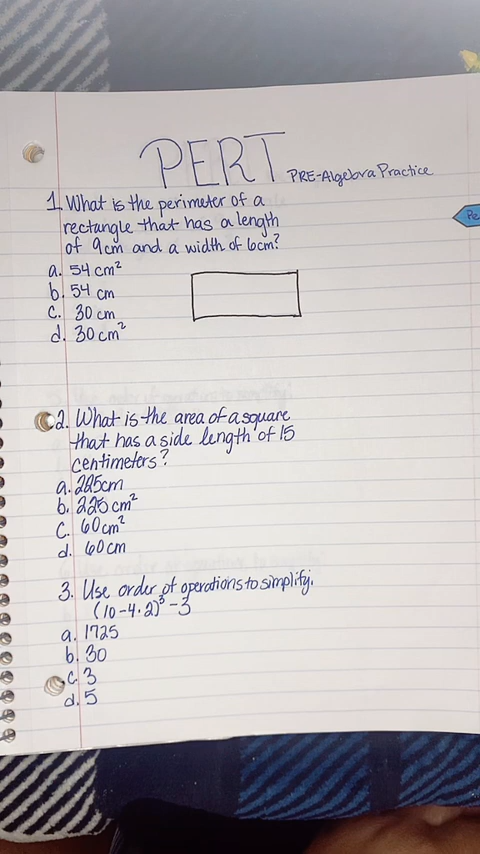 PERT PRE-Algebra Practice
1. What is the perimeter of a
rectangle that has a length
of 9cm and a width of 6cm?
a. 54 cm²
b. 54 cm
c. 30 cm
d. 30 cm²
2. What is the area of a square
that has a side length of 15
centimeters?
a. 225cm
b. 225 cm²
c. 60 cm²
d. 60 cm
3. Use order of operations to simplify.
(10-4·2)³-3
a. 1725
b. 30
c. 3
d. 5
Pe